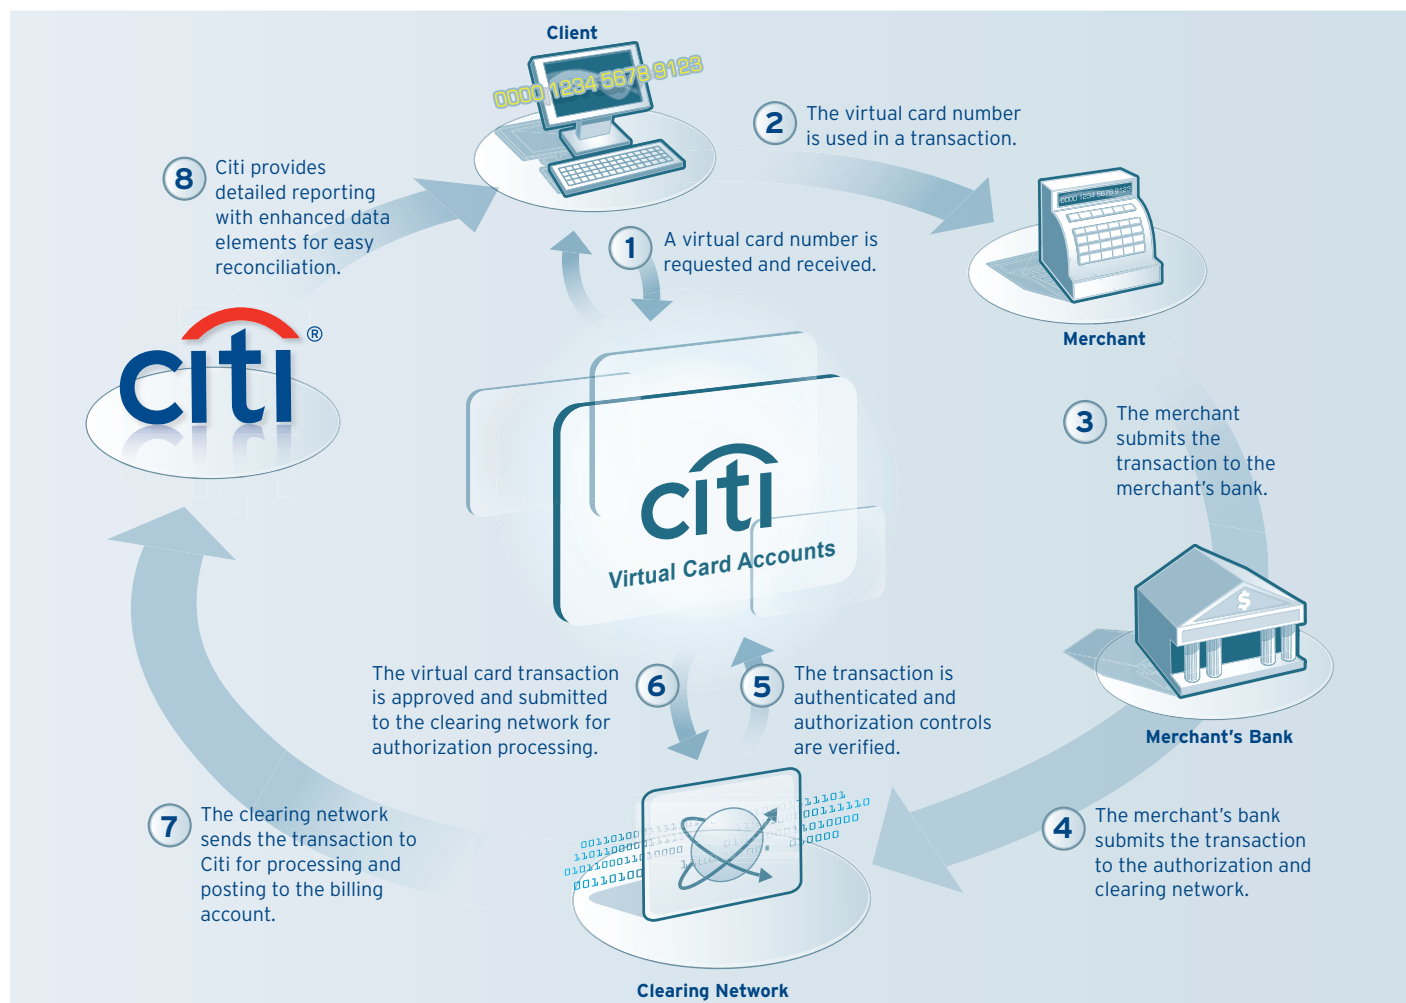 Client
0000 1234 5678 9123
2
The virtual card number
is used in a transaction.
8
Citi provides
detailed reporting
with enhanced data
elements for easy
reconciliation.
1
A virtual card number is
requested and received.
0000 1234 5678 9123
Merchant
citi®
3
The merchant
submits the
transaction to the
merchant's bank.
citi
Virtual Card Accounts
$
Merchant's Bank
The virtual card transaction
is approved and submitted
to the clearing network for
authorization processing.
6
5
The transaction is
authenticated and
authorization controls
are verified.
7
The clearing network
sends the transaction to
Citi for processing and
posting to the billing
account.
4
The merchant's bank
submits the transaction
to the authorization and
clearing network.
Clearing Network